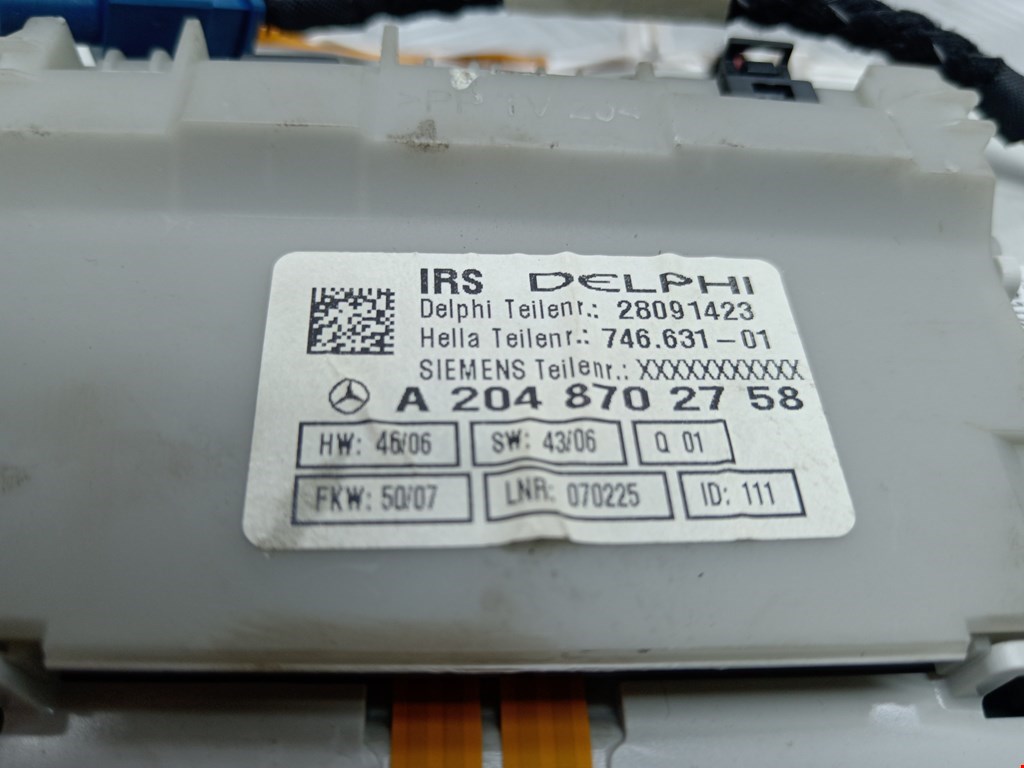 IRS DELPHI
Delphi Teilenr.: 28091423
Hella Teilenr.: 746.631-01
SIEMENS Teilenr.: XXXXXXXXXXX
A 204 870 27 58
HW: 46/06 SW: 43/06 Q 01
FKW: 50/07 LNR: 070225 ID: 111